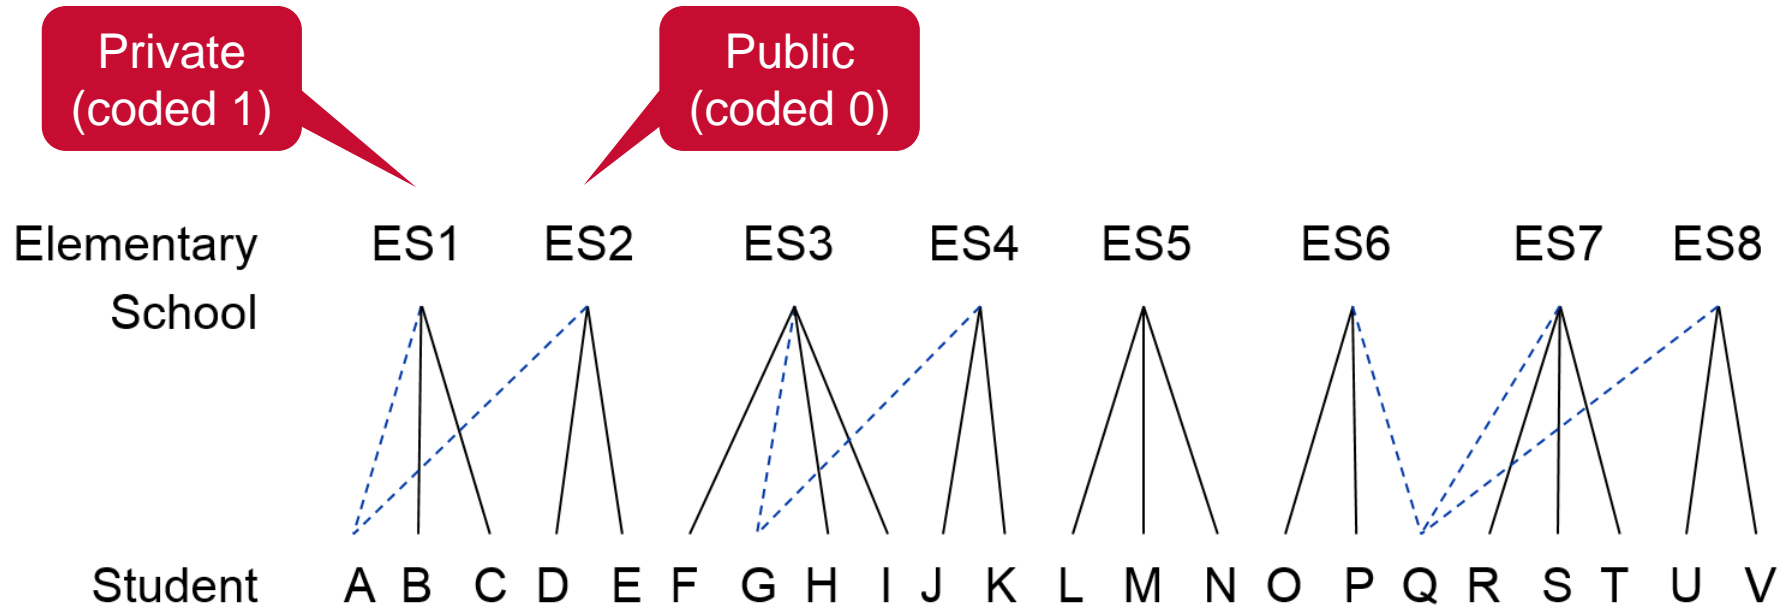 Private
(coded 1)
Public
(coded 0)
Elementary School
ES1 ES2 ES3 ES4 ES5 ES6 ES7 ES8
Student A B C D E F G H I J K L M N O P Q R S T U V